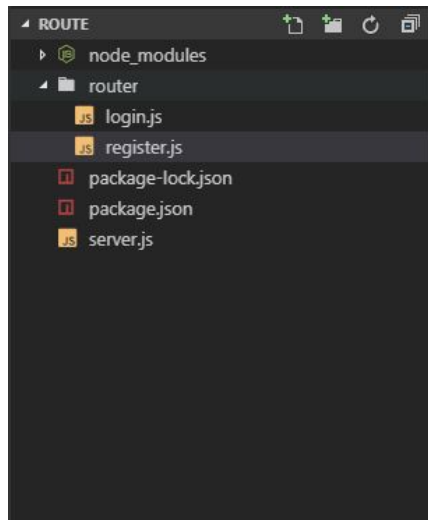 ROUTE
node_modules
router
JS login.js
JS register.js
package-lock.json
package.json
JS server.js